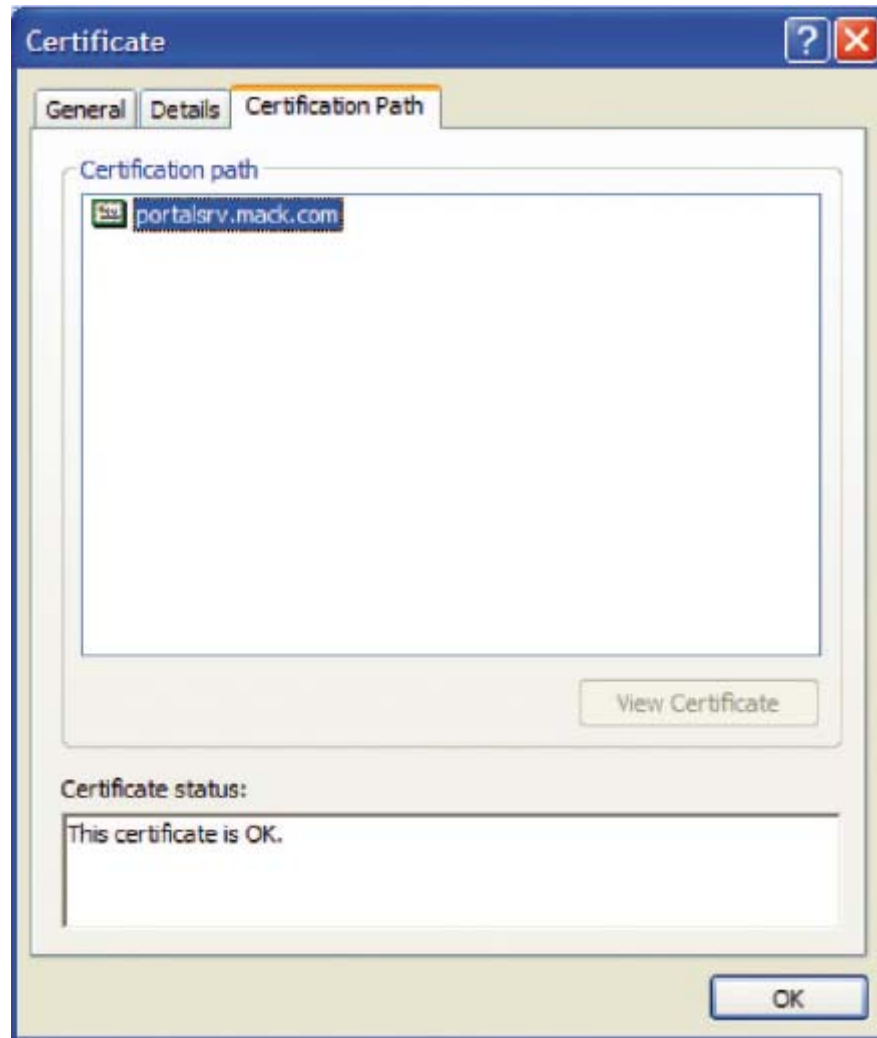 Certificate
General Details Certification Path
Certification path
portalsrv.mack.com
View Certificate
Certificate status:
This certificate is OK.
OK